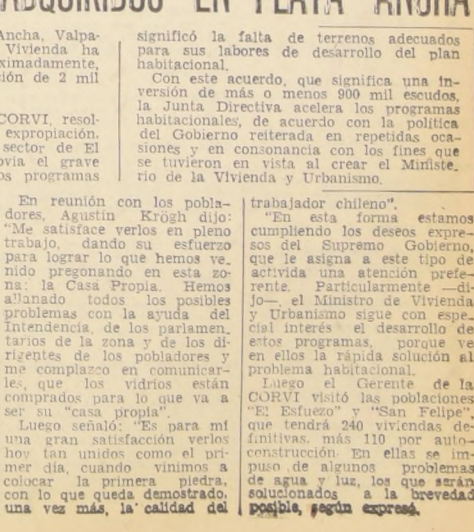 ADQUIRIDOS EN PLAYA ANCHA
Ancha, Valpa-
Vivienda ha
ximadamente,
ción de 2 mil
CORVI, resol-
expropiación.
sector de El
ovia el grave
os programas
significó la falta de terrenos adecuados
para sus labores de desarrollo del plan
habitacional.
Con este acuerdo, que significa una in-
versión de más o menos 900 mil escudos,
la Junta Directiva acelera los programas
habitacionales, de acuerdo con la política
del Gobierno reiterada en repetidas oca-
siones y en consonancia con los fines que
se tuvieron en vista al crear el Ministe-
rio de la Vivienda y Urbanismo.
En reunión con los pobla-
dores, Agustín Krögh dijo:
"Me satisface verlos en pleno
trabajo, dando su esfuerzo
para lograr lo que hemos ve-
nido pregonando en esta zo-
na: la Casa Propia. Hemos
allanado todos los posibles
problemas con la ayuda del
Intendencia, de los parlamen-
tarios de la zona y de los di-
rigentes de los pobladores y
me complazco en comunicar-
les, que los vidrios están
comprados para lo que va a
ser su "casa propia".
Luego señaló: "Es para mí
una gran satisfacción verlos
hoy tan unidos como el pri-
mer día, cuando vinimos a
colocar la primera piedra,
con lo que queda demostrado,
una vez más, la calidad del
trabajador chileno".
"En esta forma estamos
cumpliendo los deseos expre-
sos del Supremo Gobierno,
que le asigna a este tipo de
activida una atención prefe-
rente. Particularmente —di-
jo—, el Ministro de Vivienda
y Urbanismo sigue con espe-
cial interés el desarrollo de
estos programas, porque ve
en ellos la rápida solución al
problema habitacional.
Luego el Gerente de la
CORVI visitó las poblaciones
"El Esfuezo" y "San Felipe",
que tendrá 240 viviendas de-
finitivas, más 110 por auto-
construcción. En ellas se im-
puso de algunos problemas
de agua y luz, los que serán
solucionados a la brevedad
posible, según expresó.